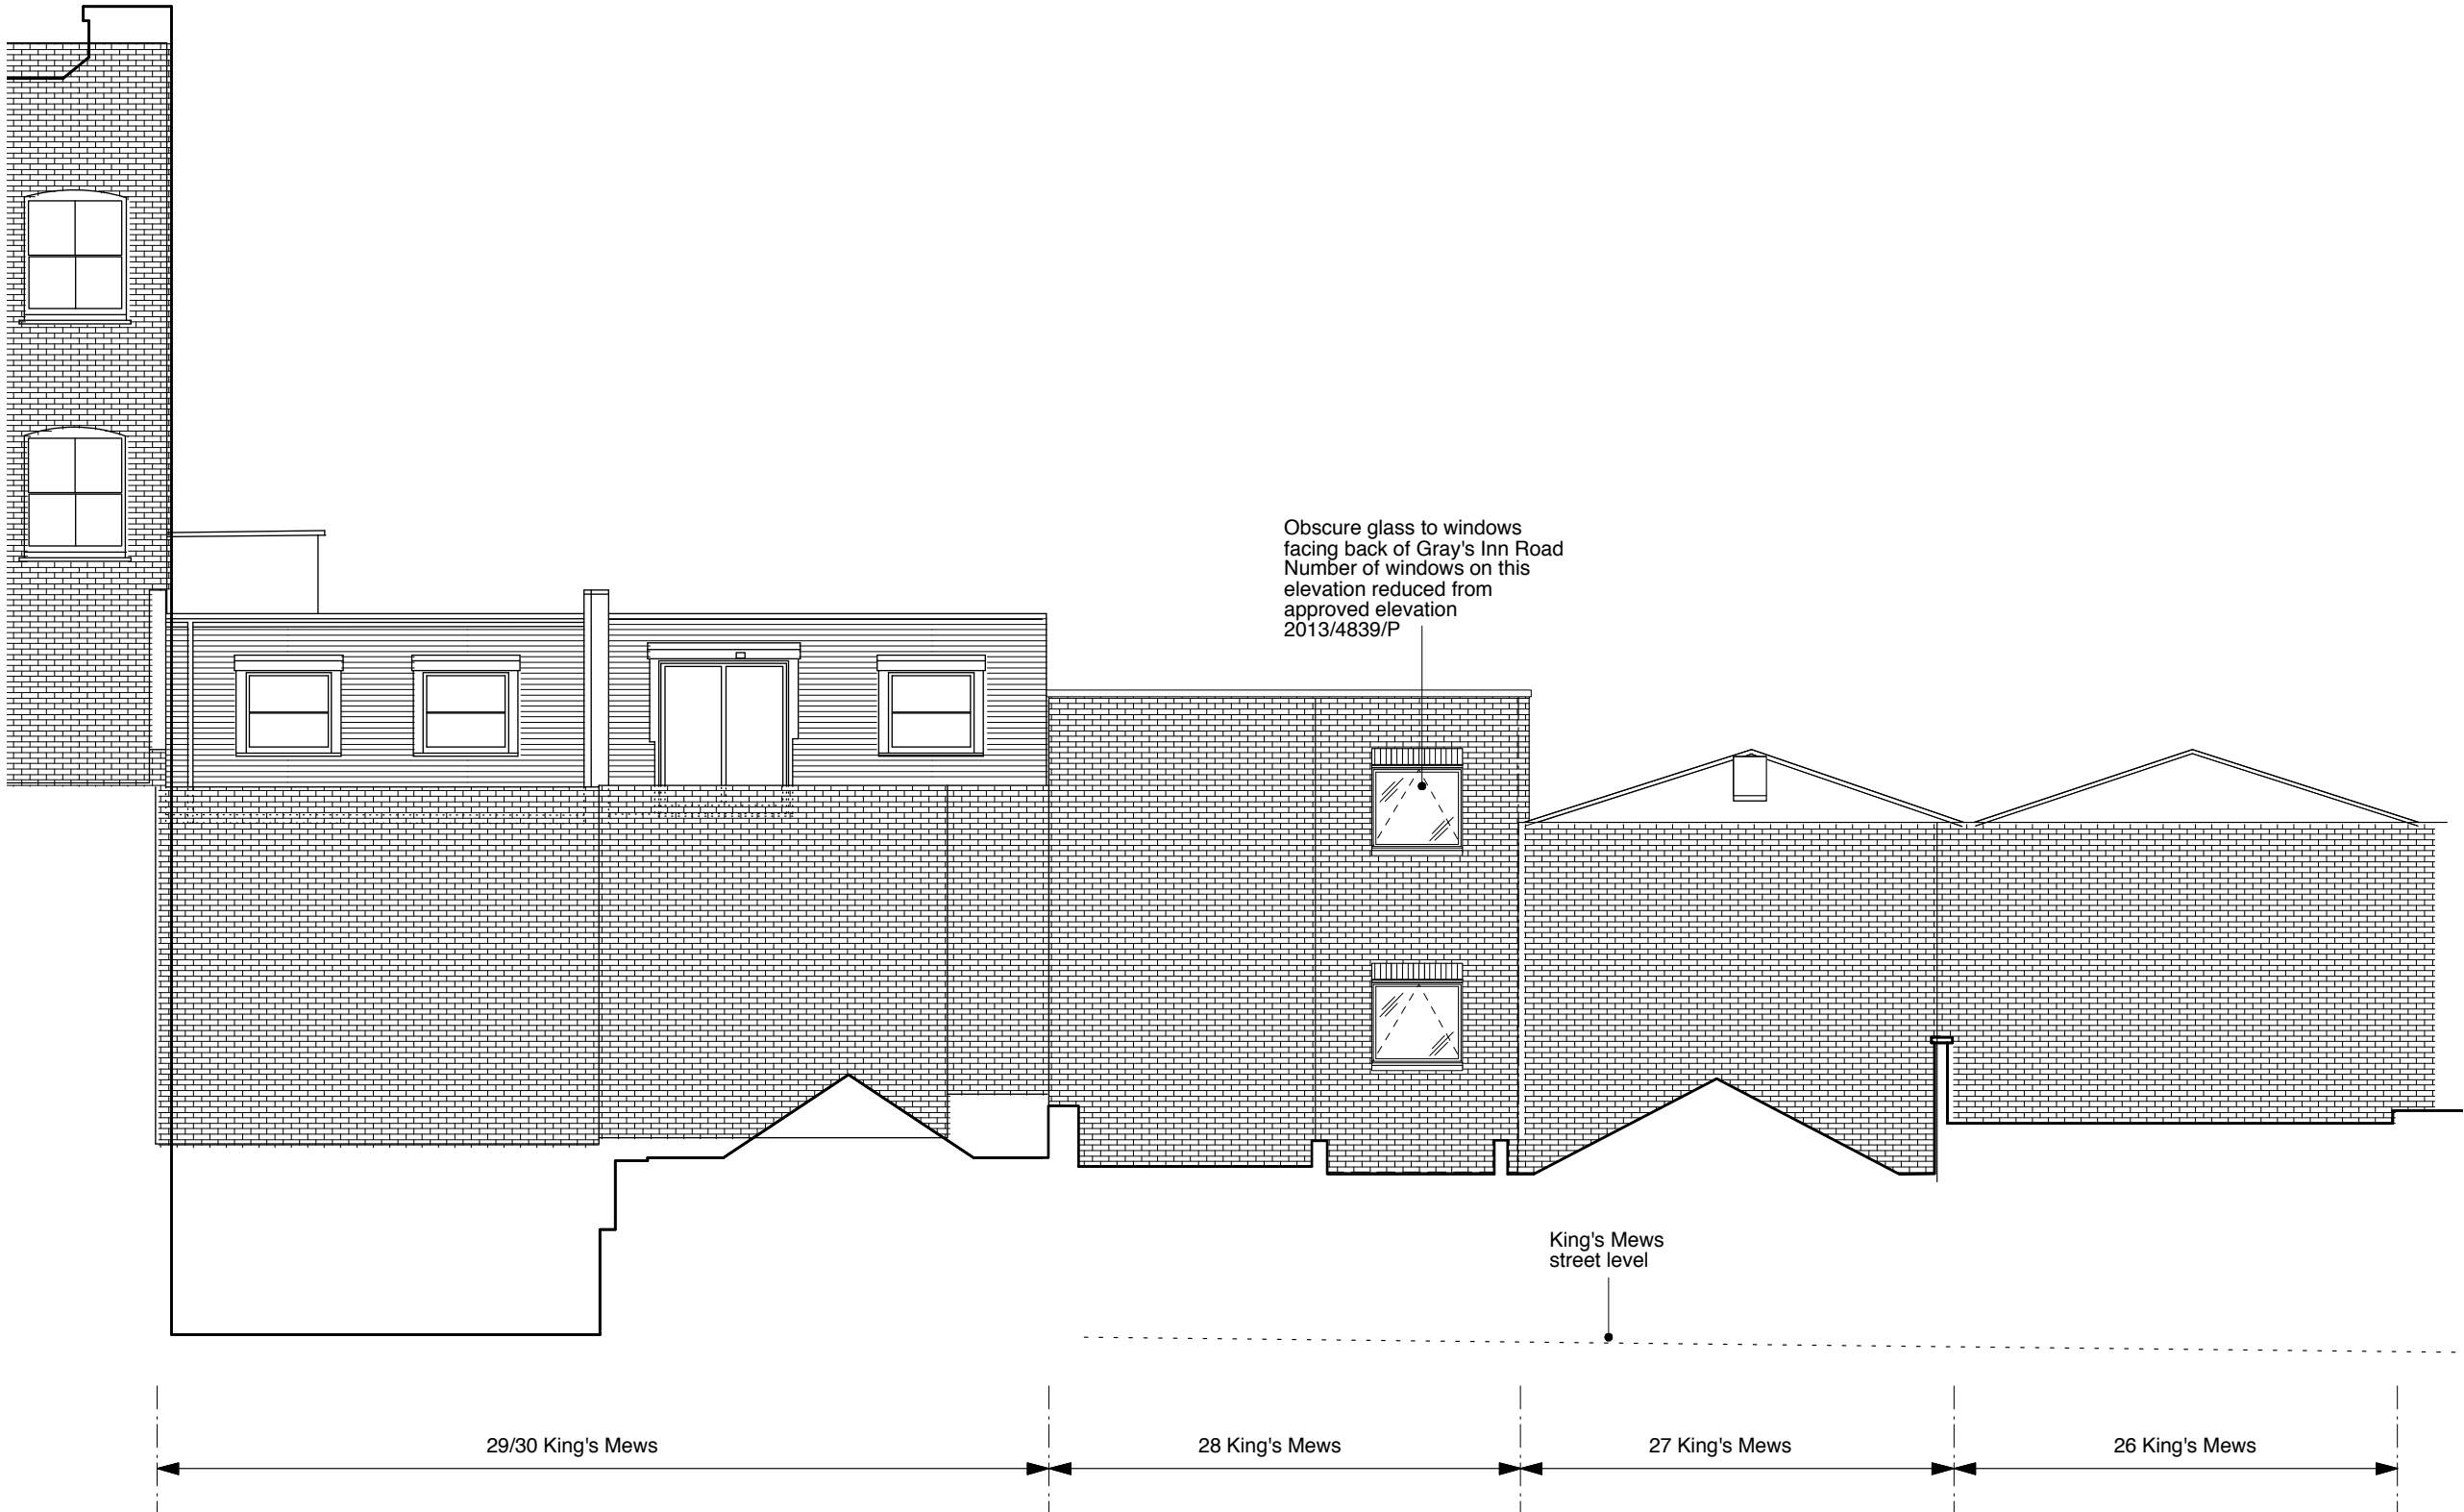 Obscure glass to windows
facing back of Gray's Inn Road
Number of windows on this
elevation reduced from
approved elevation
2013/4839/P
King's Mews
street level
29/30 King's Mews
28 King's Mews
27 King's Mews
26 King's Mews